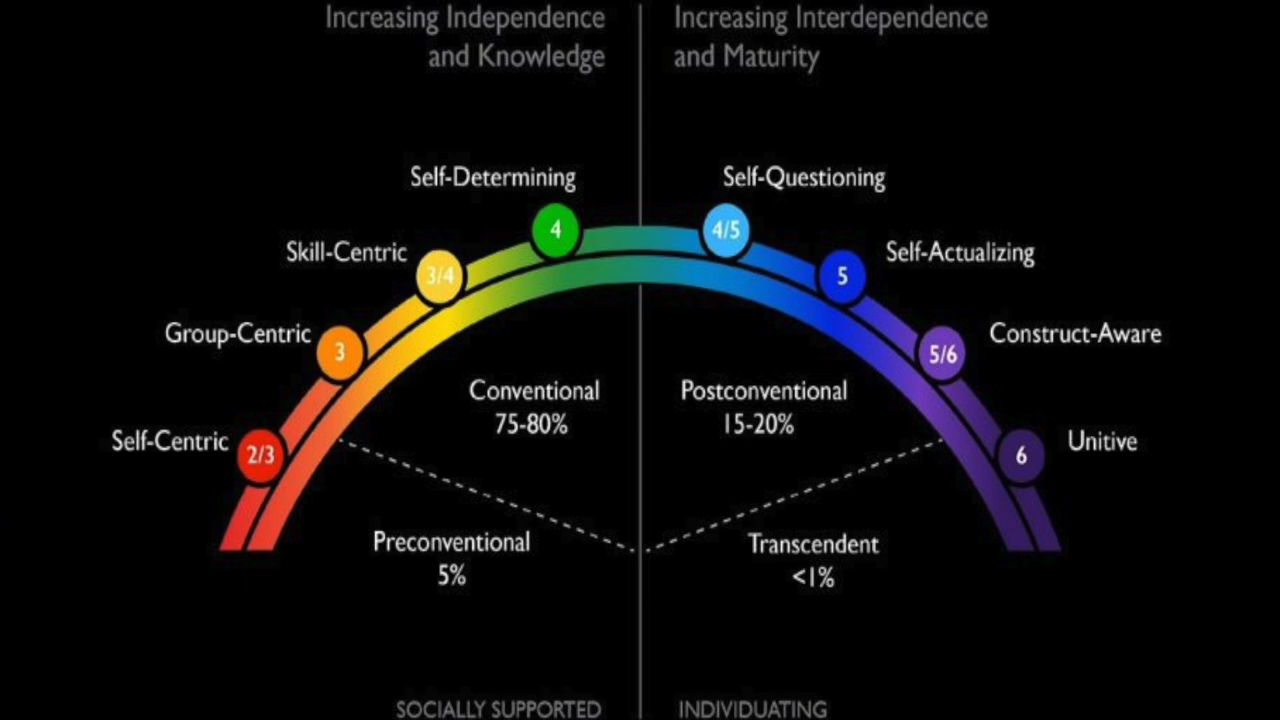 Increasing Independence
and Knowledge
Increasing Interdependence
and Maturity
Self-Determining
4
Self-Questioning
4/5
Skill-Centric
3/4
Self-Actualizing
5
Group-Centric
3
Construct-Aware
5/6
Self-Centric
2/3
Unitive
6
Conventional
75-80%
Postconventional
15-20%
Preconventional
5%
Transcendent
<1%
SOCIALLY SUPPORTED
INDIVIDUATING